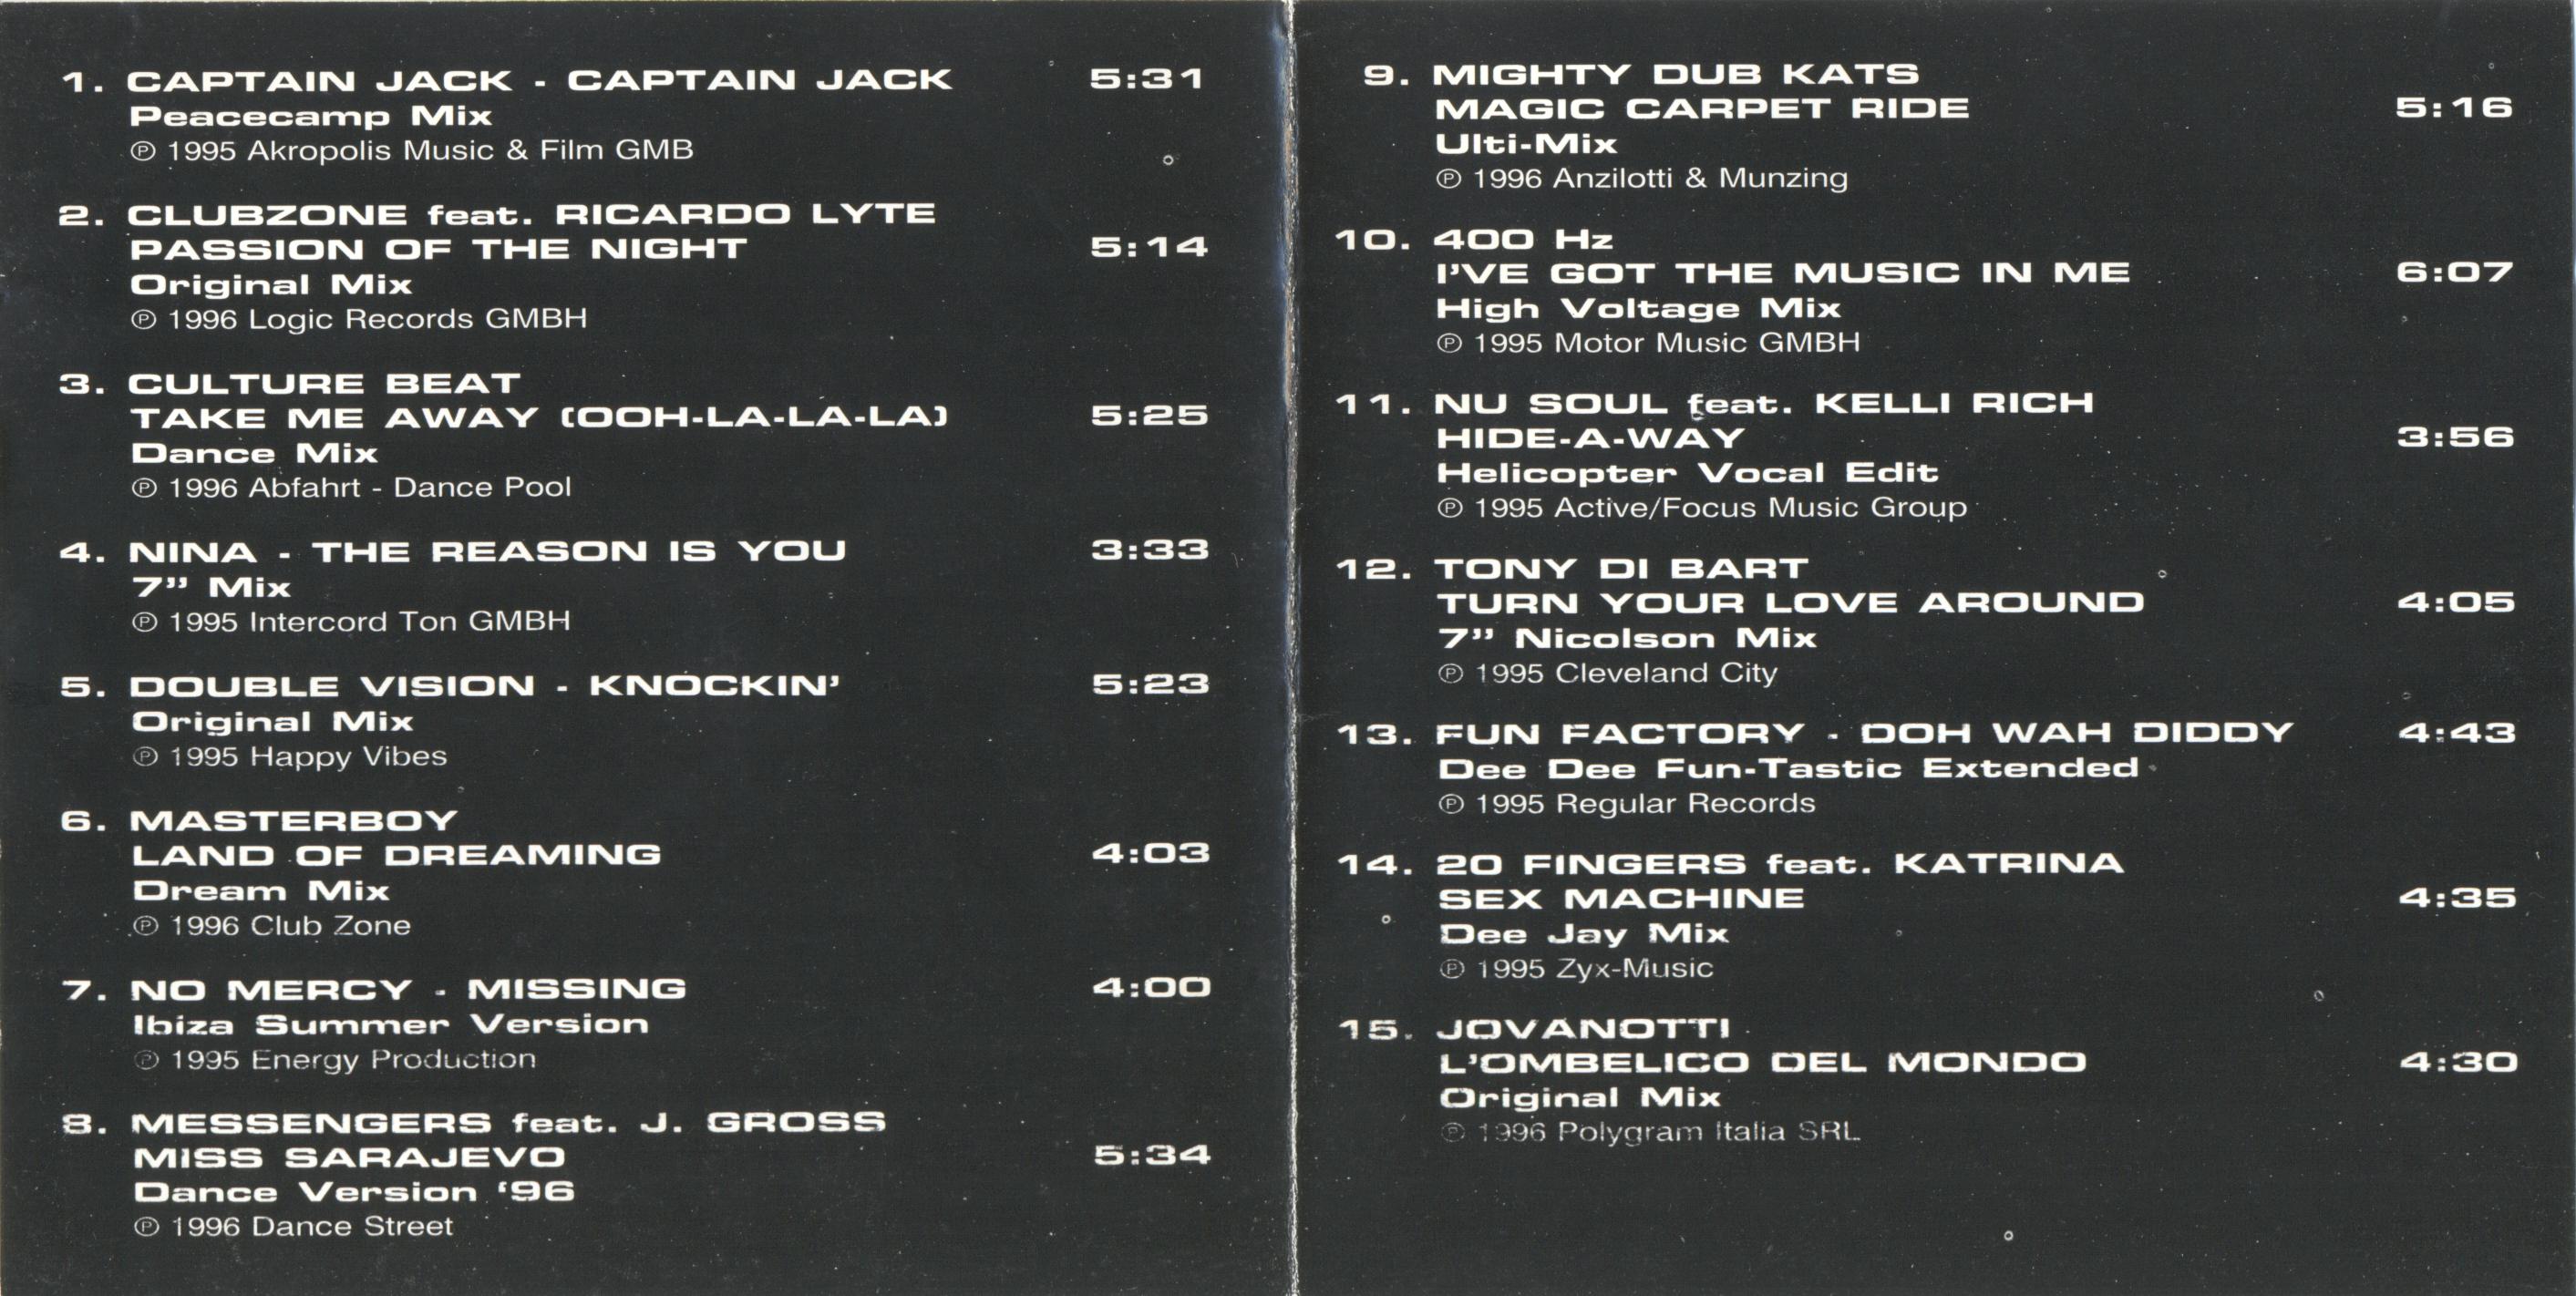 1. CAPTAIN JACK - CAPTAIN JACK 5:31
Peacecamp Mix
℗ 1995 Akropolis Music & Film GMB
2. CLUBZONE feat. RICARDO LYTE
PASSION OF THE NIGHT 5:14
Original Mix
℗ 1996 Logic Records GMBH
3. CULTURE BEAT
TAKE ME AWAY (OOH-LA-LA-LA) 5:25
Dance Mix
℗ 1996 Abfahrt - Dance Pool
4. NINA - THE REASON IS YOU 3:33
7” Mix
℗ 1995 Intercord Ton GMBH
5. DOUBLE VISION - KNOCKIN’ 5:23
Original Mix
℗ 1995 Happy Vibes
6. MASTERBOY
LAND OF DREAMING 4:03
Dream Mix
℗ 1996 Club Zone
7. NO MERCY - MISSING 4:00
Ibiza Summer Version
℗ 1995 Energy Production
8. MESSENGERS feat. J. GROSS
MISS SARAJEVO 5:34
Dance Version ‘96
℗ 1996 Dance Street
9. MIGHTY DUB KATS
MAGIC CARPET RIDE 5:16
Ulti-Mix
℗ 1996 Anzilotti & Munzing
10. 400 Hz
I’VE GOT THE MUSIC IN ME 6:07
High Voltage Mix
℗ 1995 Motor Music GMBH
11. NU SOUL feat. KELLI RICH
HIDE-A-WAY 3:56
Helicopter Vocal Edit
℗ 1995 Active/Focus Music Group
12. TONY DI BART
TURN YOUR LOVE AROUND 4:05
7” Nicolson Mix
℗ 1995 Cleveland City
13. FUN FACTORY - DOH WAH DIDDY 4:43
Dee Dee Fun-Tastic Extended
℗ 1995 Regular Records
14. 20 FINGERS feat. KATRINA
SEX MACHINE 4:35
Dee Jay Mix
℗ 1995 Zyx-Music
15. JOVANOTTI
L’OMBELICO DEL MONDO 4:30
Original Mix
℗ 1996 Polygram Italia SRL